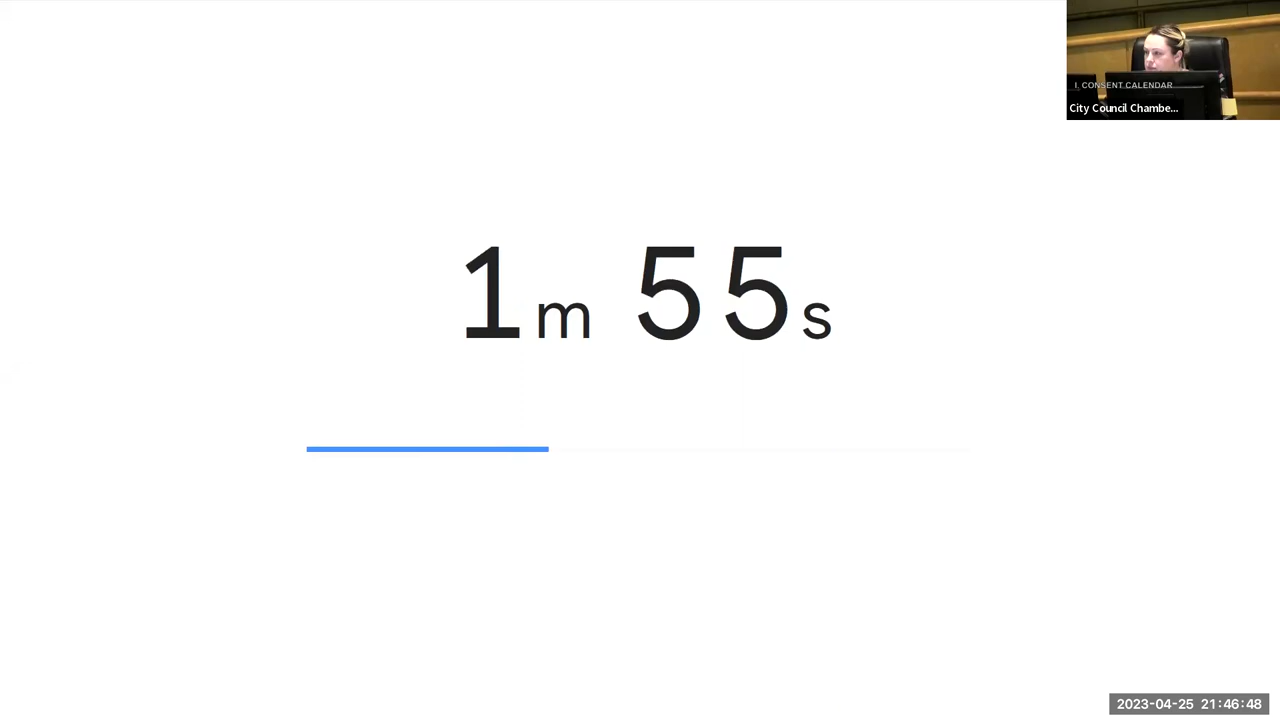 I. CONSENT CALENDAR
City Council Chambe...
1m 55s
2023-04-25 21:46:48